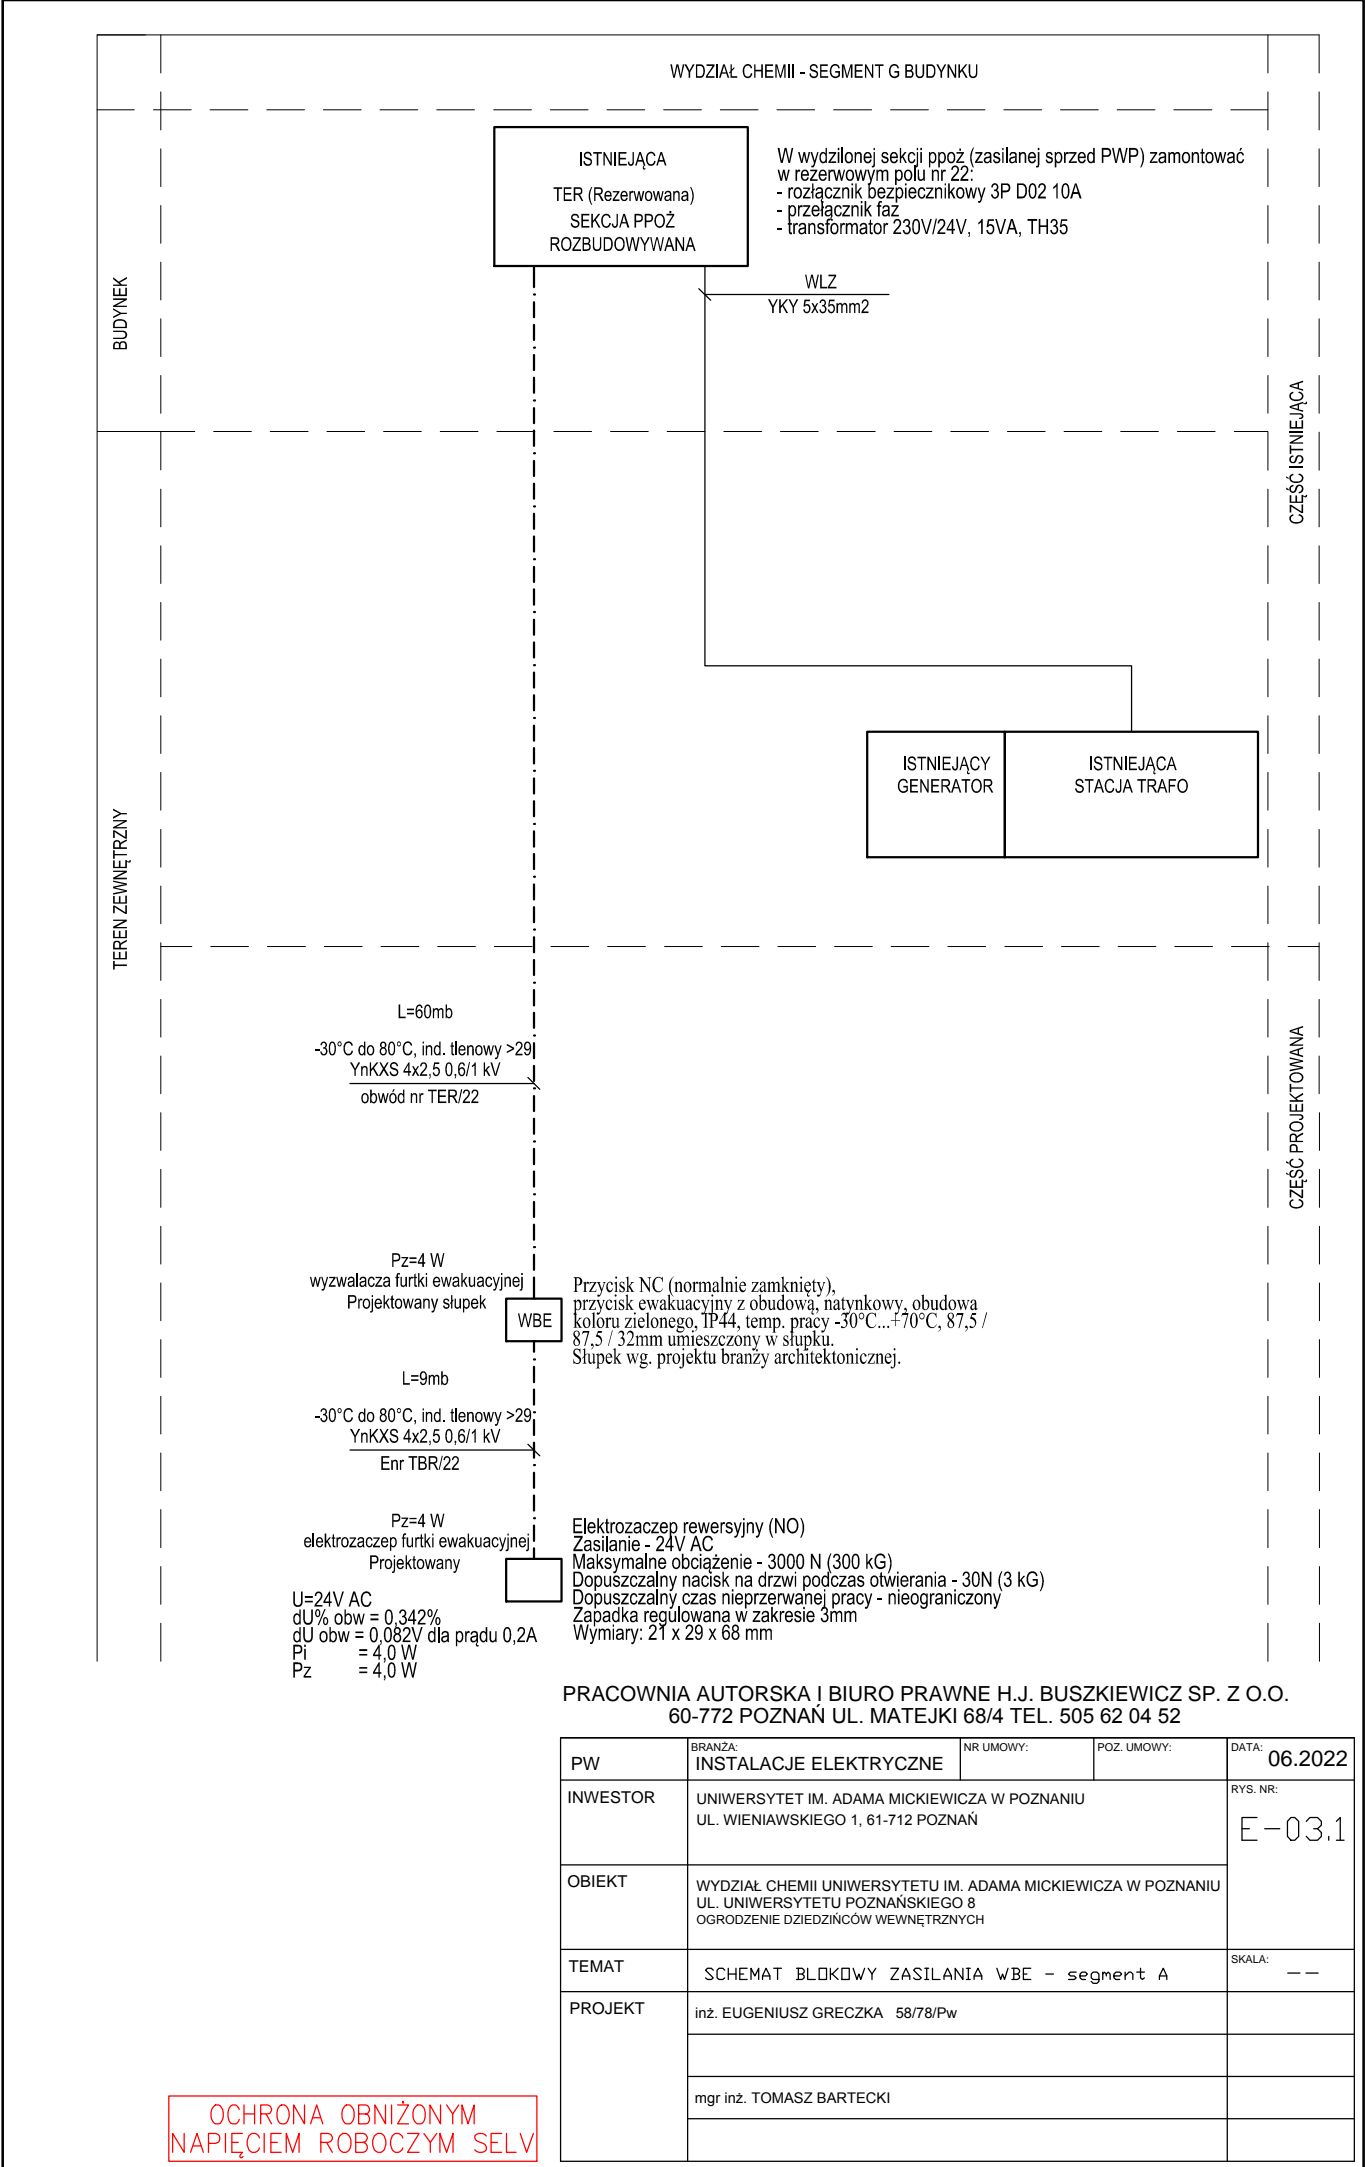 WYDZIAŁ CHEMII - SEGMENT G BUDYNKU
ISTNIEJĄCA
TER (Rezerwowana)
SEKCJA PPOŻ
ROZBUDOWYWANA
W wydzilonej sekcji ppoż (zasilanej sprzed PWP) zamontować
w rezerwowym polu nr 22:
- rozłącznik bezpiecznikowy 3P D02 10A
- przełącznik faz
- transformator 230V/24V, 15VA, TH35
WLZ
YKY 5x35mm2
BUDYNEK
CZĘŚĆ ISTNIEJĄCA
ISTNIEJĄCY
GENERATOR
ISTNIEJĄCA
STACJA TRAFO
TEREN ZEWNĘTRZNY
L=60mb
-30°C do 80°C, ind. tlenowy >29
YnKXS 4x2,5 0,6/1 kV
obwód nr TER/22
CZĘŚĆ PROJEKTOWANA
Pz=4 W
wyzwalacza furtki ewakuacyjnej
Projektowany słupek
WBE
Przycisk NC (normalnie zamknięty),
przycisk ewakuacyjny z obudową, natynkowy, obudowa
koloru zielonego, IP44, temp. pracy -30°C...+70°C, 87,5 /
87,5 / 32mm umieszczony w słupku.
Słupek wg. projektu branży architektonicznej.
L=9mb
-30°C do 80°C, ind. tlenowy >29
YnKXS 4x2,5 0,6/1 kV
Enr TBR/22
Pz=4 W
elektrozaczep furtki ewakuacyjnej
Projektowany
Elektrozaczep rewersyjny (NO)
Zasilanie - 24V AC
Maksymalne obciążenie - 3000 N (300 kG)
Dopuszczalny nacisk na drzwi podczas otwierania - 30N (3 kG)
Dopuszczalny czas nieprzerwanej pracy - nieograniczony
Zapadka regulowana w zakresie 3mm
Wymiary: 21 x 29 x 68 mm
U=24V AC
dU% obw = 0,342%
dU obw = 0,082V dla prądu 0,2A
Pi = 4,0 W
Pz = 4,0 W
PRACOWNIA AUTORSKA I BIURO PRAWNE H.J. BUSZKIEWICZ SP. Z O.O.
60-772 POZNAŃ UL. MATEJKI 68/4 TEL. 505 62 04 52
PW
BRANŻA:
INSTALACJE ELEKTRYCZNE
NR UMOWY:
POZ. UMOWY:
DATA: 06.2022
INWESTOR
UNIWERSYTET IM. ADAMA MICKIEWICZA W POZNANIU
UL. WIENIAWSKIEGO 1, 61-712 POZNAŃ
RYS. NR:
E-03.1
OBIEKT
WYDZIAŁ CHEMII UNIWERSYTETU IM. ADAMA MICKIEWICZA W POZNANIU
UL. UNIWERSYTETU POZNAŃSKIEGO 8
OGRODZENIE DZIEDZIŃCÓW WEWNĘTRZNYCH
TEMAT
SCHEMAT BLOKOWY ZASILANIA WBE - segment A
SKALA:
--
PROJEKT
inż. EUGENIUSZ GRECZKA 58/78/Pw
mgr inż. TOMASZ BARTECKI
OCHRONA OBNIŻONYM
NAPIĘCIEM ROBOCZYM SELV